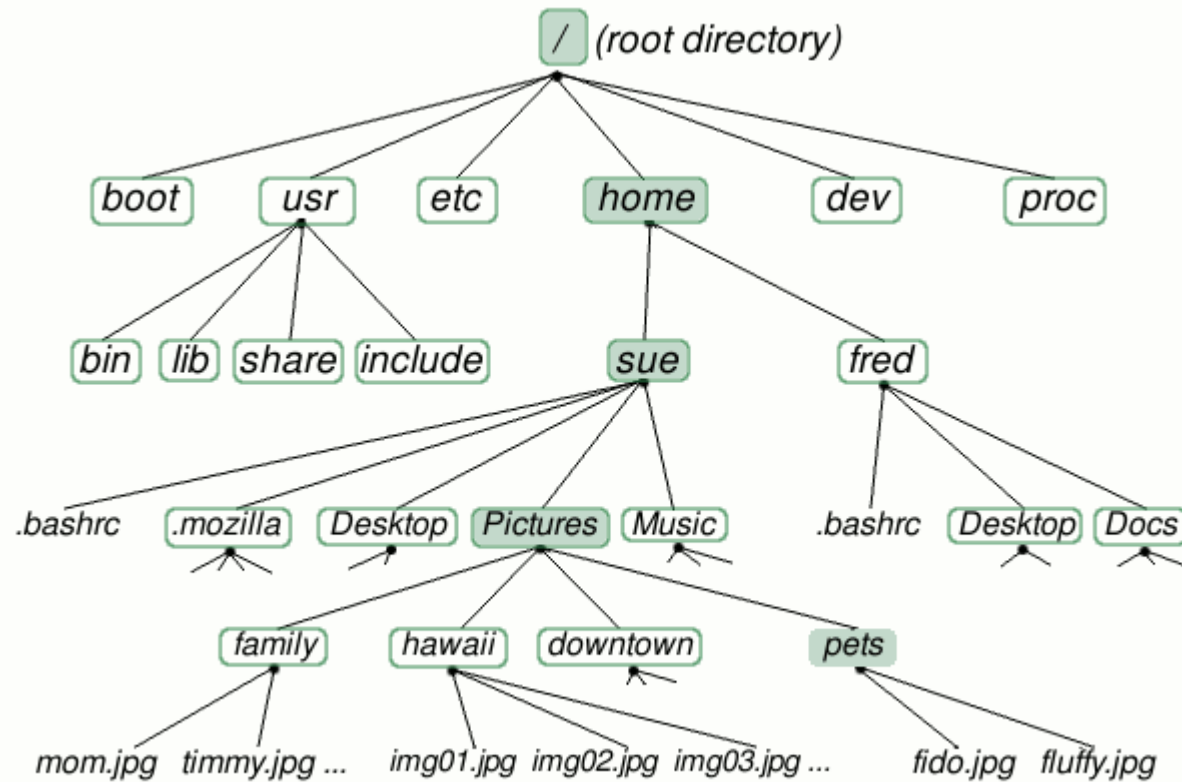 / (root directory)
boot usr etc home dev proc
bin lib share include sue fred
.bashrc .mozilla Desktop Pictures Music .bashrc Desktop Docs
family hawaii downtown pets
mom.jpg timmy.jpg ... img01.jpg img02.jpg img03.jpg ... fido.jpg fluffy.jpg